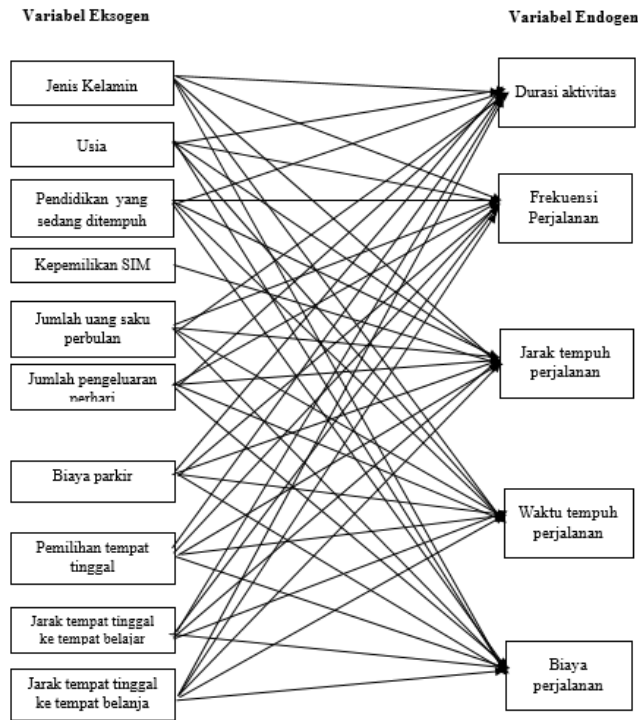 Variabel Eksogen
Variabel Endogen
Jenis Kelamin
Usia
Pendidikan yang
sedang ditempuh
Kepemilikan SIM
Jumlah uang saku
perbulan
Jumlah pengeluaran
perhari
Biaya parkir
Pemilihan tempat
tinggal
Jarak tempat tinggal
ke tempat belajar
Jarak tempat tinggal
ke tempat belanja
Durasi aktivitas
Frekuensi
Perjalanan
Jarak tempuh
perjalanan
Waktu tempuh
perjalanan
Biaya
perjalanan